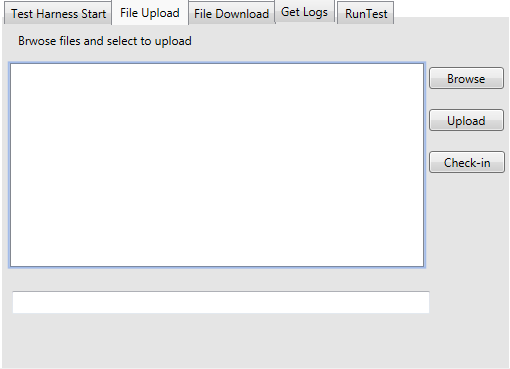 Test Harness Start File Upload File Download Get Logs RunTest
Brwose files and select to upload
Browse
Upload
Check-in